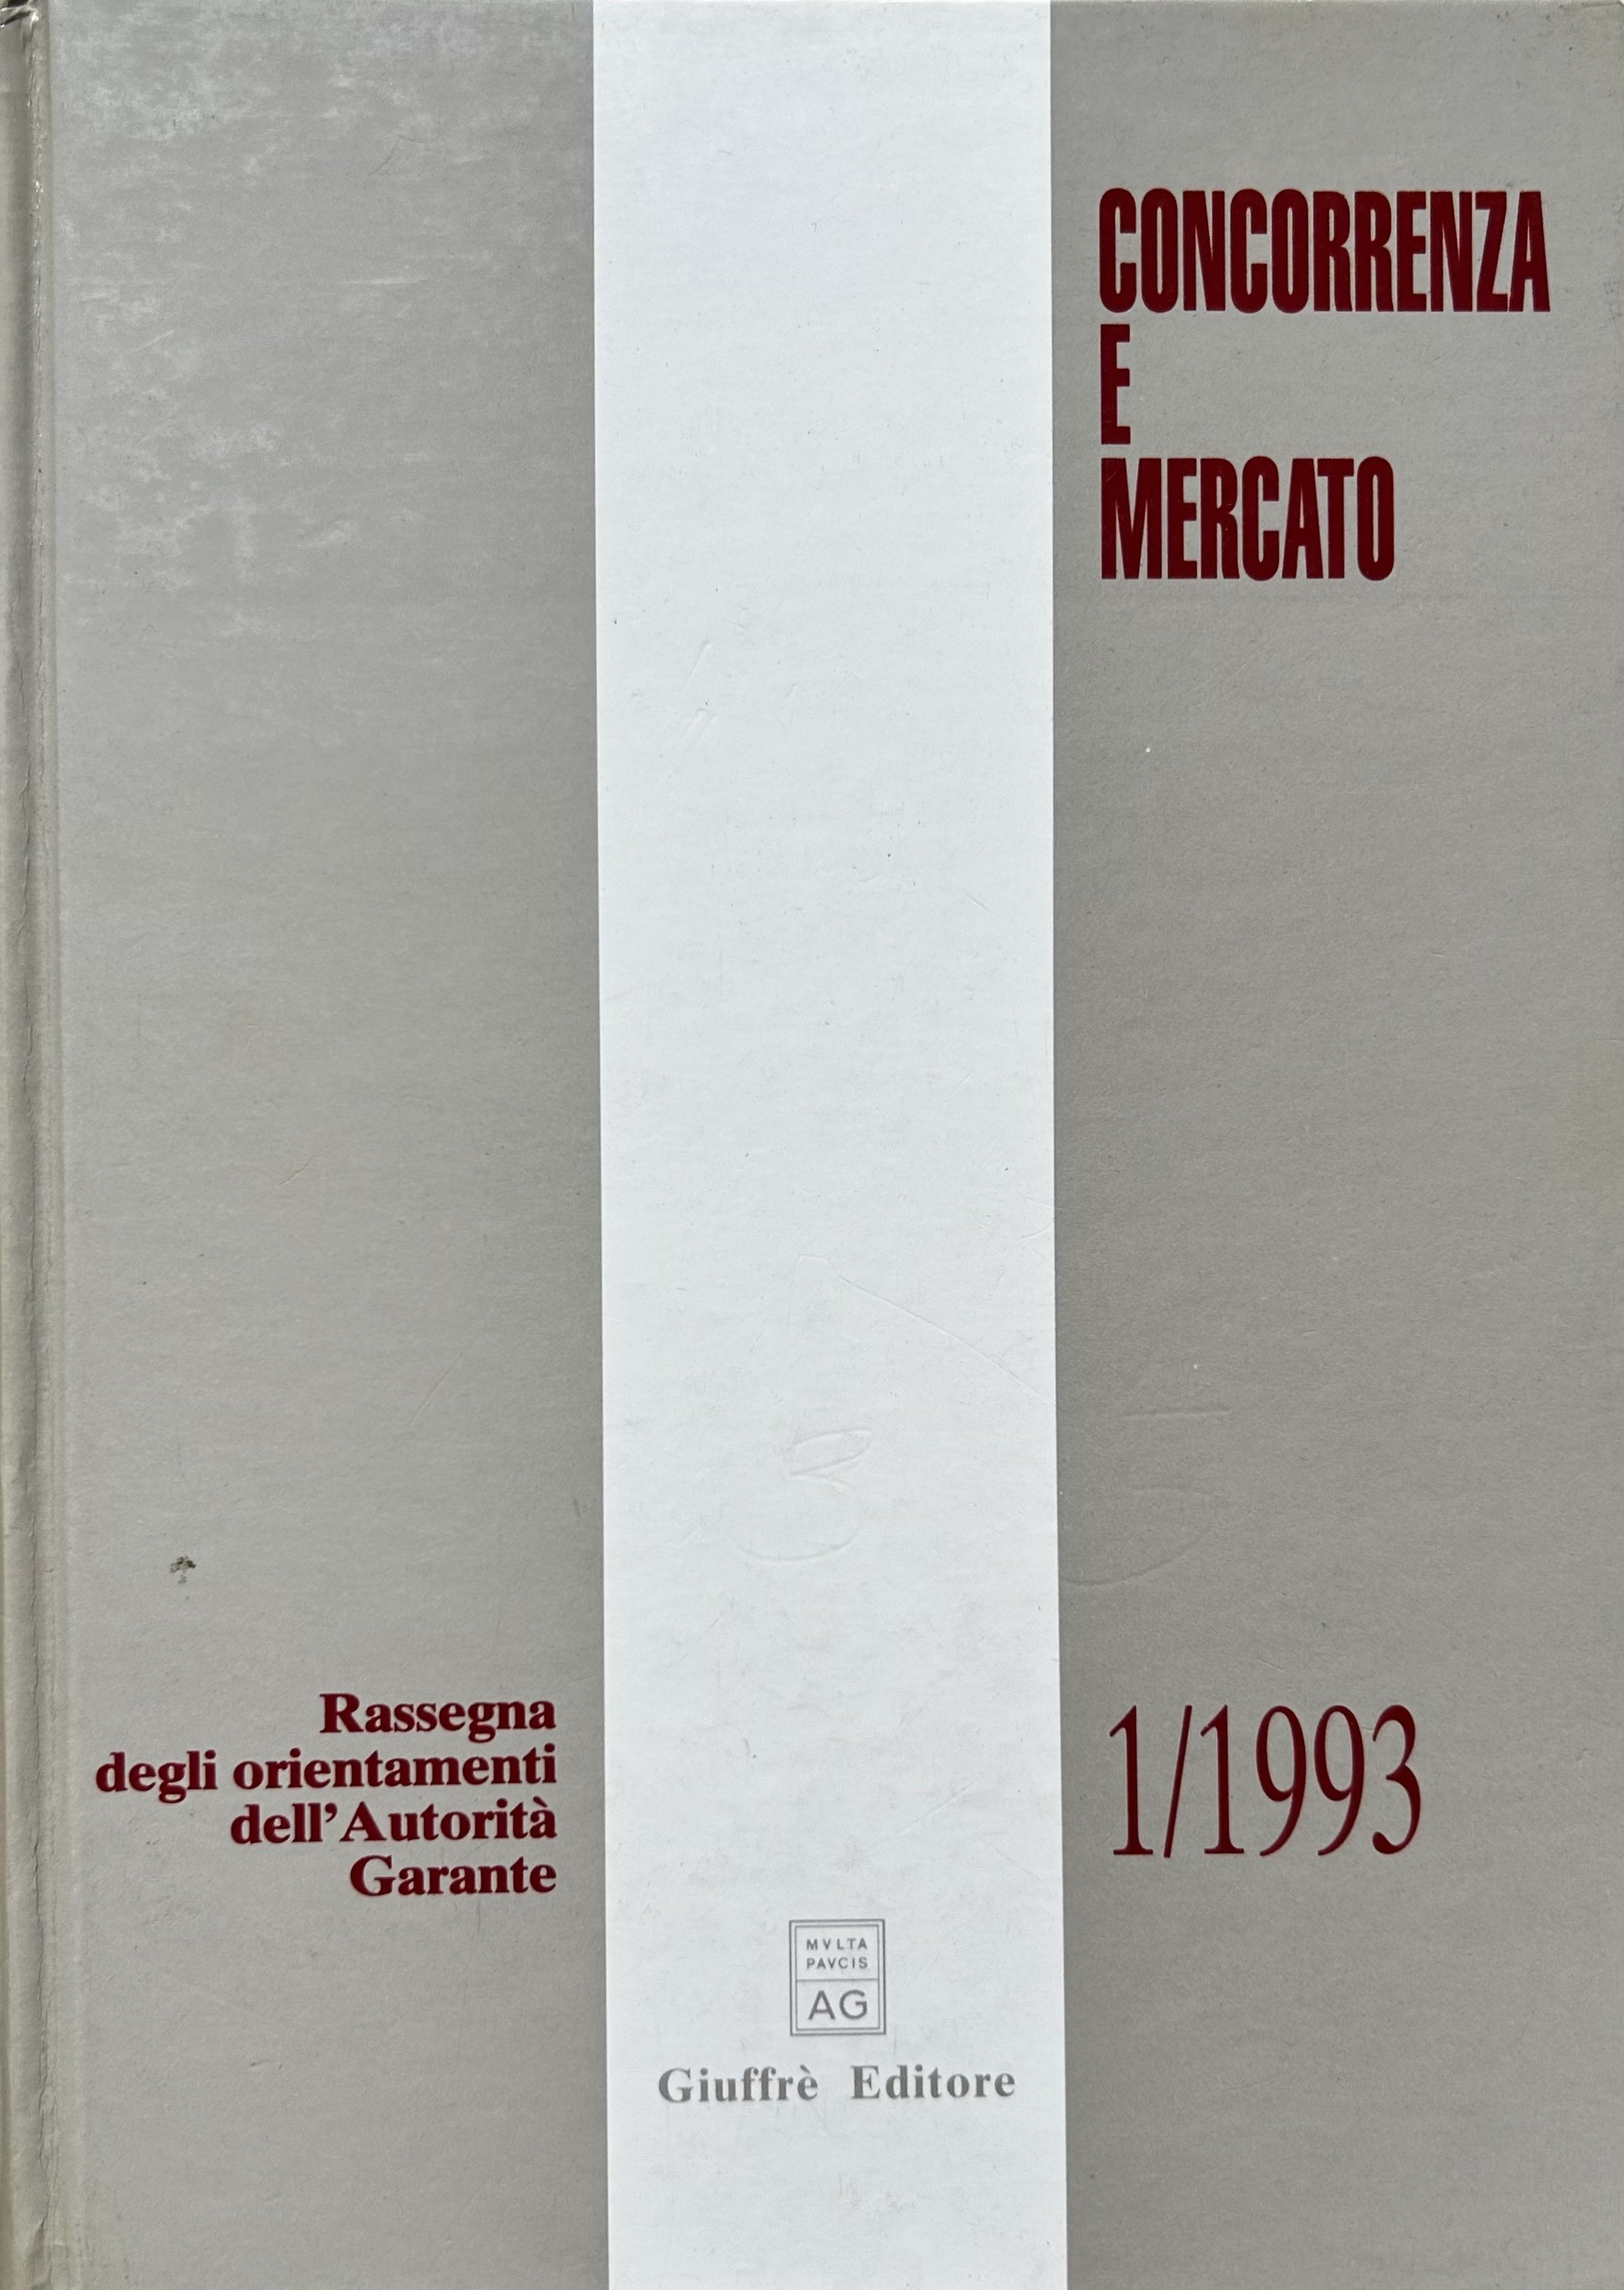 CONCORRENZA
E
MERCATO
Rassegna
degli orientamenti
dell’Autorità
Garante
1/1993
MVLTA
PAVCIS
AG
Giuffrè Editore